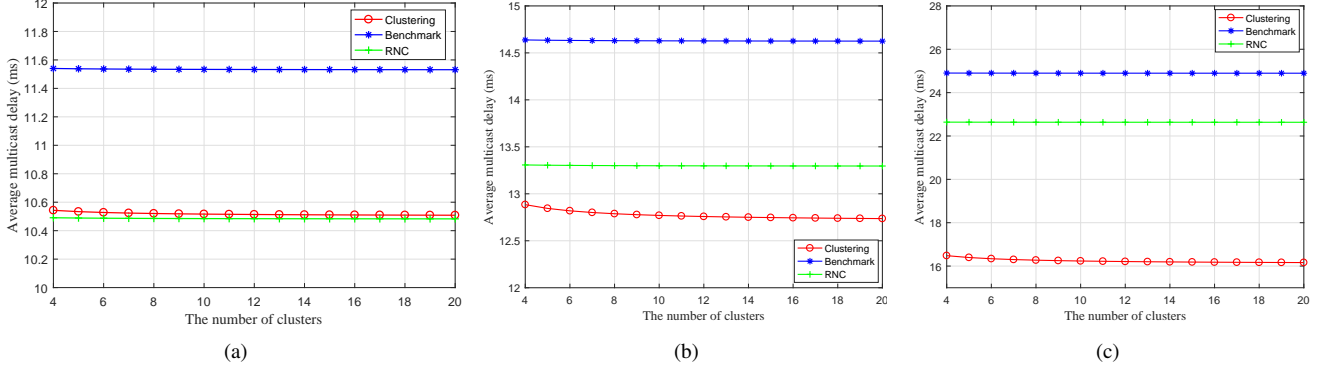 Average multicast delay (ms)
12
11.8
11.6
11.4
11.2
11
10.8
10.6
10.4
10.2
10
Clustering
Benchmark
RNC
4 6 8 10 12 14 16 18 20
The number of clusters
(a)
Average multicast delay (ms)
15
14.5
14
13.5
13
12.5
12
Clustering
Benchmark
RNC
4 6 8 10 12 14 16 18 20
The number of clusters
(b)
Average multicast delay (ms)
28
26
24
22
20
18
16
Clustering
Benchmark
RNC
4 6 8 10 12 14 16 18 20
The number of clusters
(c)